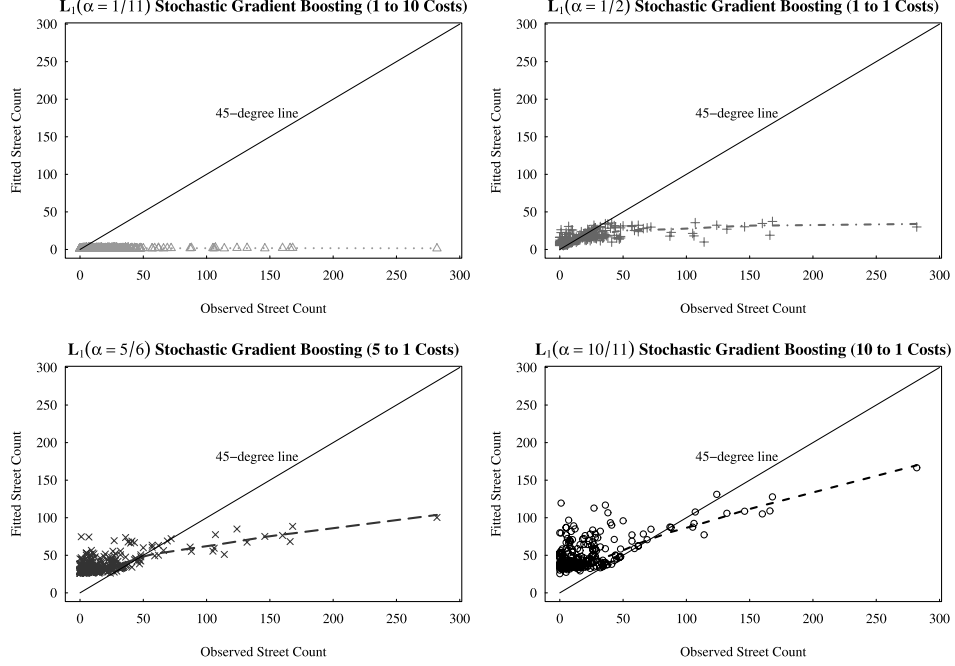 L₁(α = 1/11) Stochastic Gradient Boosting (1 to 10 Costs)
300
250
200
150
100
50
0
Fitted Street Count
45−degree line
0 50 100 150 200 250 300
Observed Street Count
L₁(α = 1/2) Stochastic Gradient Boosting (1 to 1 Costs)
300
250
200
150
100
50
0
Fitted Street Count
45−degree line
0 50 100 150 200 250 300
Observed Street Count
L₁(α = 5/6) Stochastic Gradient Boosting (5 to 1 Costs)
300
250
200
150
100
50
0
Fitted Street Count
45−degree line
0 50 100 150 200 250 300
Observed Street Count
L₁(α = 10/11) Stochastic Gradient Boosting (10 to 1 Costs)
300
250
200
150
100
50
0
Fitted Street Count
45−degree line
0 50 100 150 200 250 300
Observed Street Count